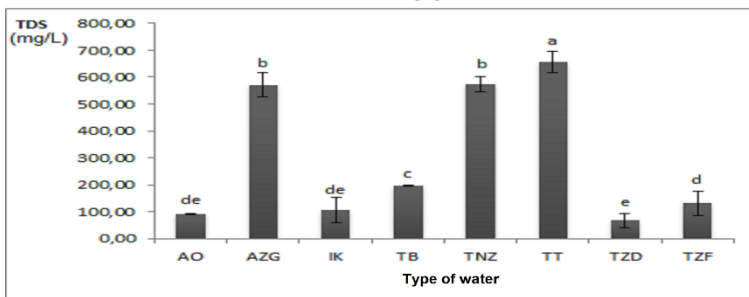 TDS
(mg/L)
800,00
700,00
600,00
500,00
400,00
300,00
200,00
100,00
0,00
de
b
de
c
b
a
e
d
AO AZG IK TB TNZ TT TZD TZF
Type of water